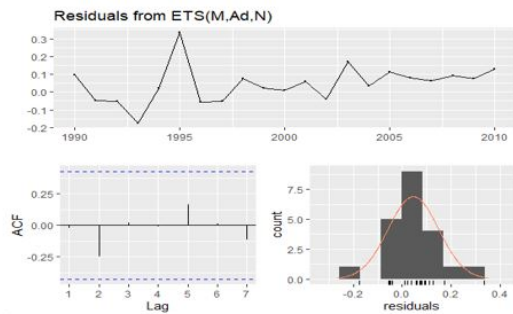 Residuals from ETS(M,Ad,N)
0.3
0.2
0.1
0.0
-0.1
-0.2
1990 1995 2000 2005 2010
ACF
0.25
0.00
-0.25
1 2 3 4 5 6 7
Lag
count
7.5
5.0
2.5
0.0
-0.2 0.0 0.2 0.4
residuals